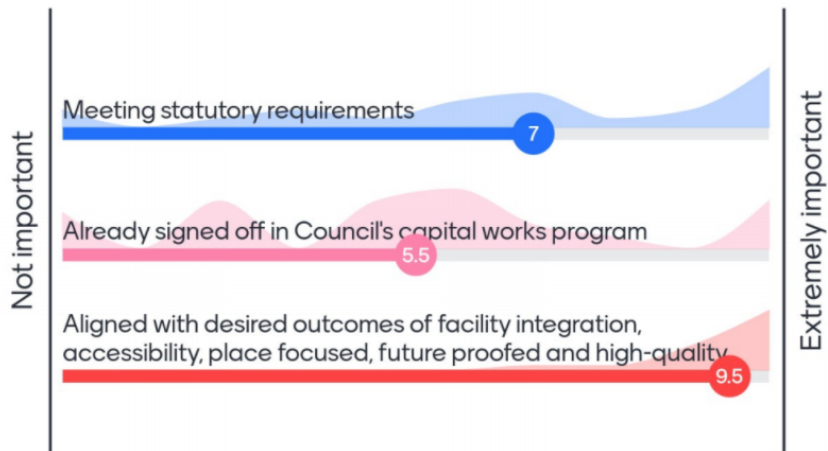 Not important
Meeting statutory requirements
7
Already signed off in Council's capital works program
5.5
Aligned with desired outcomes of facility integration,
accessibility, place focused, future proofed and high-quality
9.5
Extremely important